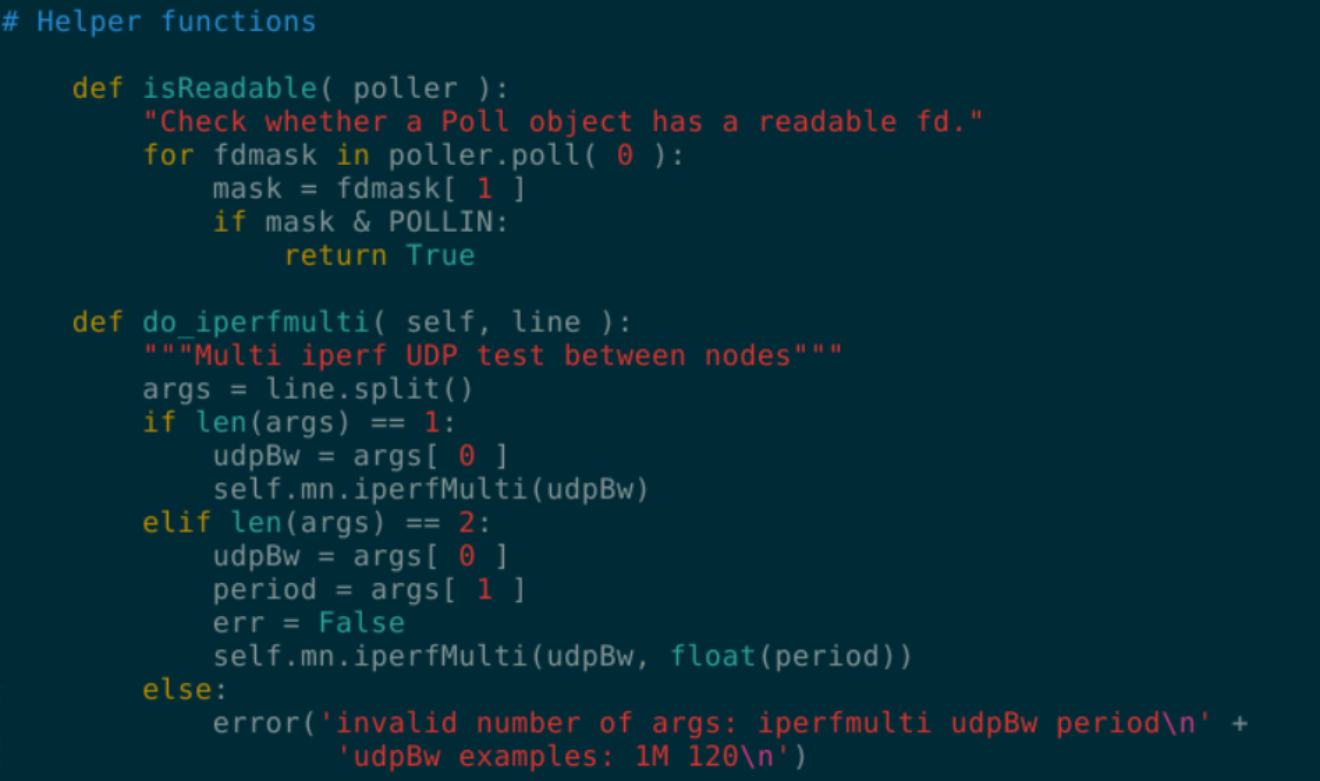 # Helper functions
def isReadable( poller ):
"Check whether a Poll object has a readable fd."
for fdmask in poller.poll( 0 ):
mask = fdmask[ 1 ]
if mask & POLLIN:
return True
def do_iperfmulti( self, line ):
"""Multi iperf UDP test between nodes"""
args = line.split()
if len(args) == 1:
udpBw = args[ 0 ]
self.mn.iperfMulti(udpBw)
elif len(args) == 2:
udpBw = args[ 0 ]
period = args[ 1 ]
err = False
self.mn.iperfMulti(udpBw, float(period))
else:
error('invalid number of args: iperfmulti udpBw period\n' +
'udpBw examples: 1M 120\n')